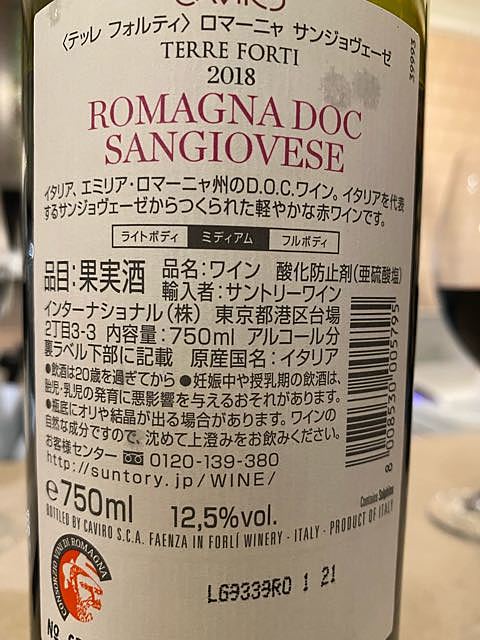 CAVIRO
〈テッレ フォルティ〉 ロマーニャ サンジョヴェーゼ
TERRE FORTI
2018
39993
ROMAGNA DOC
SANGIOVESE
イタリア、エミリア・ロマーニャ州のD.O.C.ワイン。イタリアを代表
するサンジョヴェーゼからつくられた軽やかな赤ワインです。
ライトボディ ミディアム フルボディ
品目:果実酒 品名:ワイン 酸化防止剤(亜硫酸塩)
輸入者:サントリーワイン
インターナショナル(株) 東京都港区台場
2丁目3-3 内容量:750ml アルコール分
裏ラベル下部に記載 原産国名:イタリア
●飲酒は20歳を過ぎてから ●妊娠中や授乳期の飲酒は、
胎児・乳児の発育に悪影響を与えるおそれがあります。
●瓶底にオリや結晶が出る場合があります。ワインの
自然な成分ですので、沈めて上澄みをお飲みください。
お客様センター 0120-139-380
http://suntory.jp/WINE/
8 008530 005795
℮750ml 12,5%vol.
Contains Sulphites
BOTTLED BY CAVIRO S.C.A. FAENZA IN FORLÌ WINERY - ITALY - PRODUCT OF ITALY
CONSORZIO VINI DI ROMAGNA
LG9339RO 1 21
No